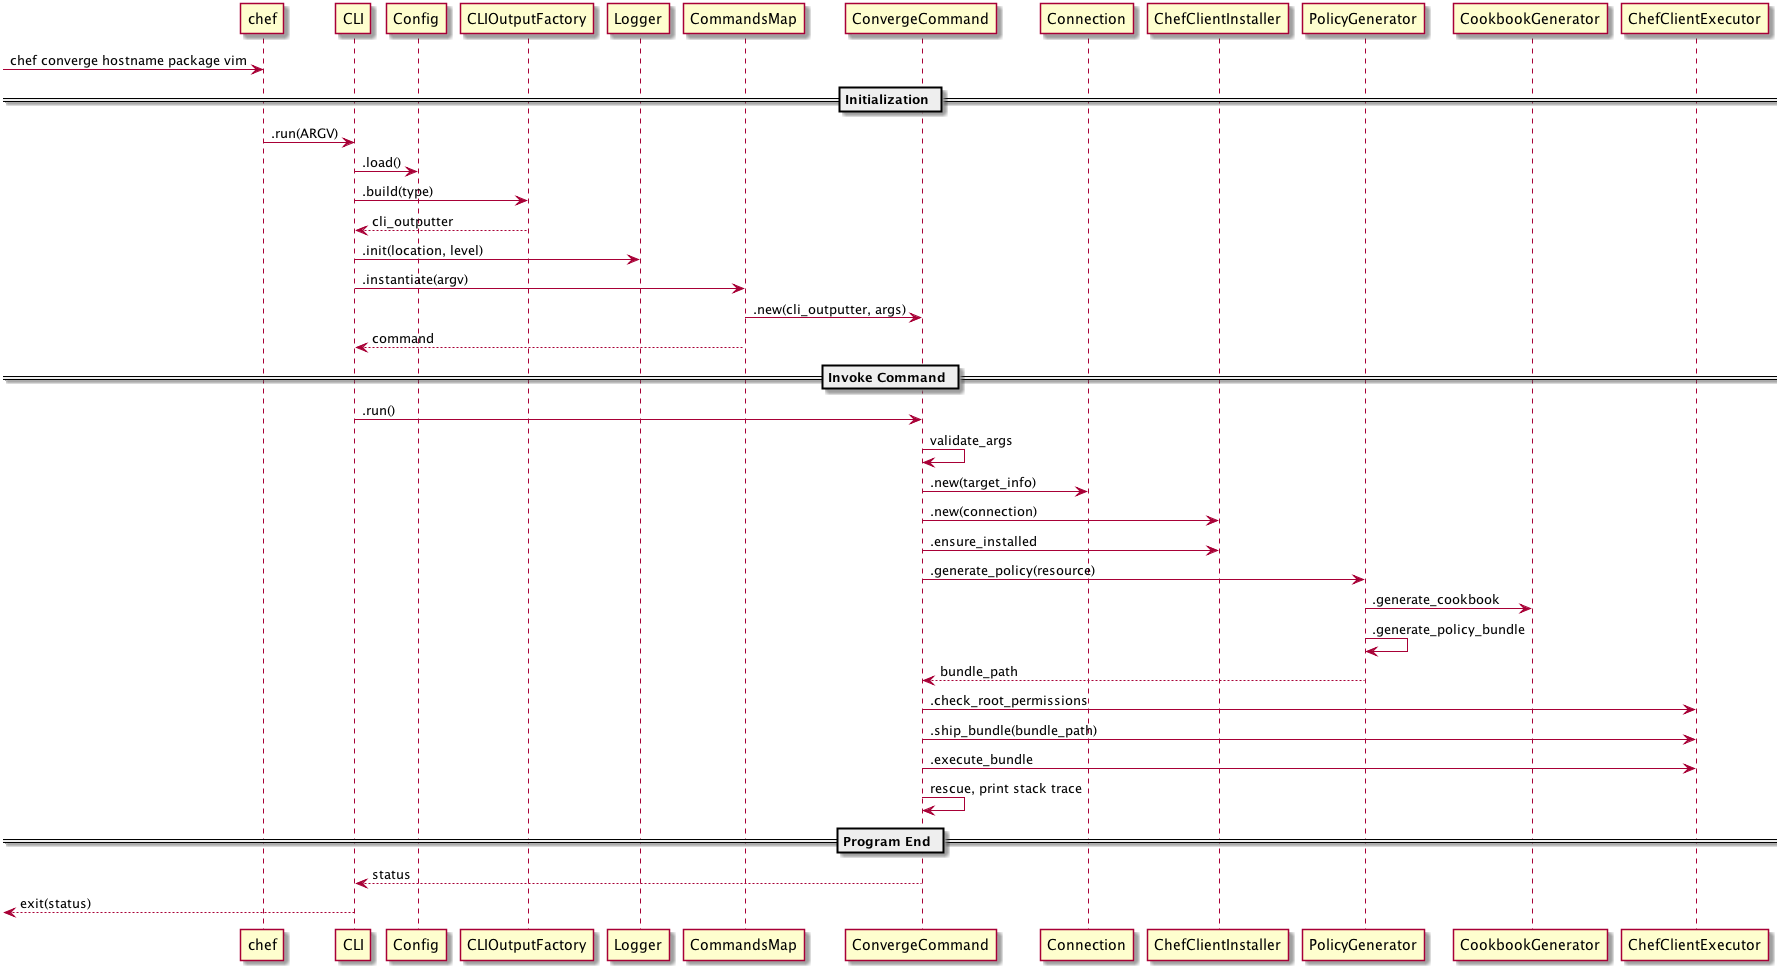 chef CLI Config CLIOutputFactory Logger CommandsMap ConvergeCommand Connection ChefClientInstaller PolicyGenerator CookbookGenerator ChefClientExecutor
chef converge hostname package vim
Initialization
.run(ARGV)
.load()
.build(type)
cli_outputter
.init(location, level)
.instantiate(argv)
.new(cli_outputter, args)
command
Invoke Command
.run()
validate_args
.new(target_info)
.new(connection)
.ensure_installed
.generate_policy(resource)
.generate_cookbook
.generate_policy_bundle
bundle_path
.check_root_permissions
.ship_bundle(bundle_path)
.execute_bundle
rescue, print stack trace
Program End
status
exit(status)
chef CLI Config CLIOutputFactory Logger CommandsMap ConvergeCommand Connection ChefClientInstaller PolicyGenerator CookbookGenerator ChefClientExecutor